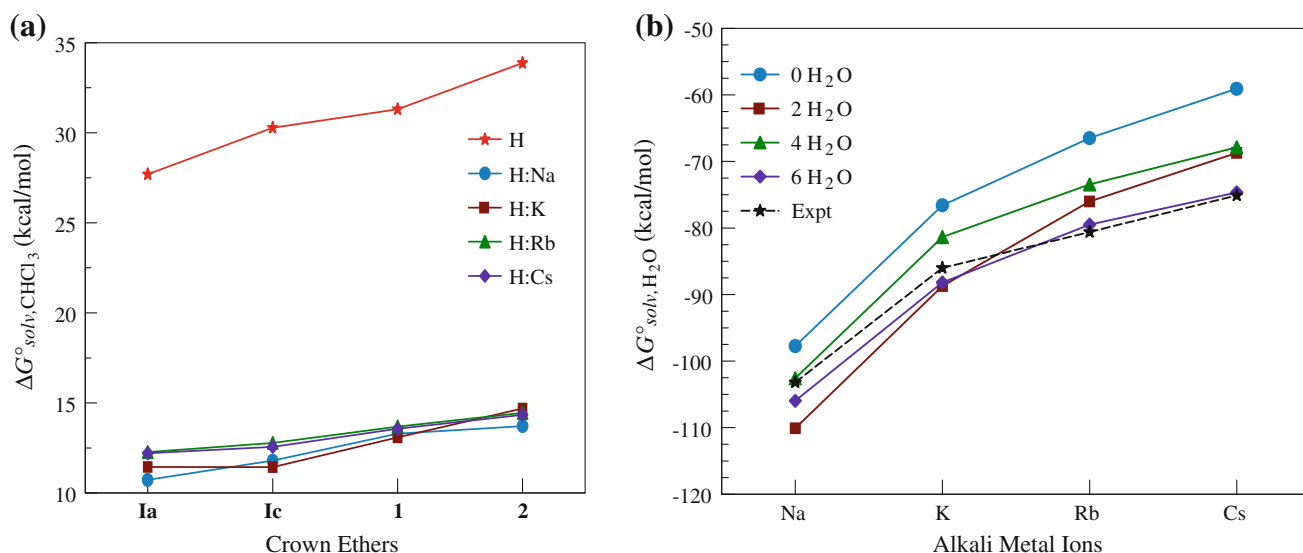 (a)
35
30
25
20
15
10
ΔG°solv,CHCl₃ (kcal/mol)
H
H:Na
H:K
H:Rb
H:Cs
Ia Ic 1 2
Crown Ethers
(b)
-50
-60
-70
-80
-90
-100
-110
-120
ΔG°solv,H₂O (kcal/mol)
0 H₂O
2 H₂O
4 H₂O
6 H₂O
Expt
Na K Rb Cs
Alkali Metal Ions